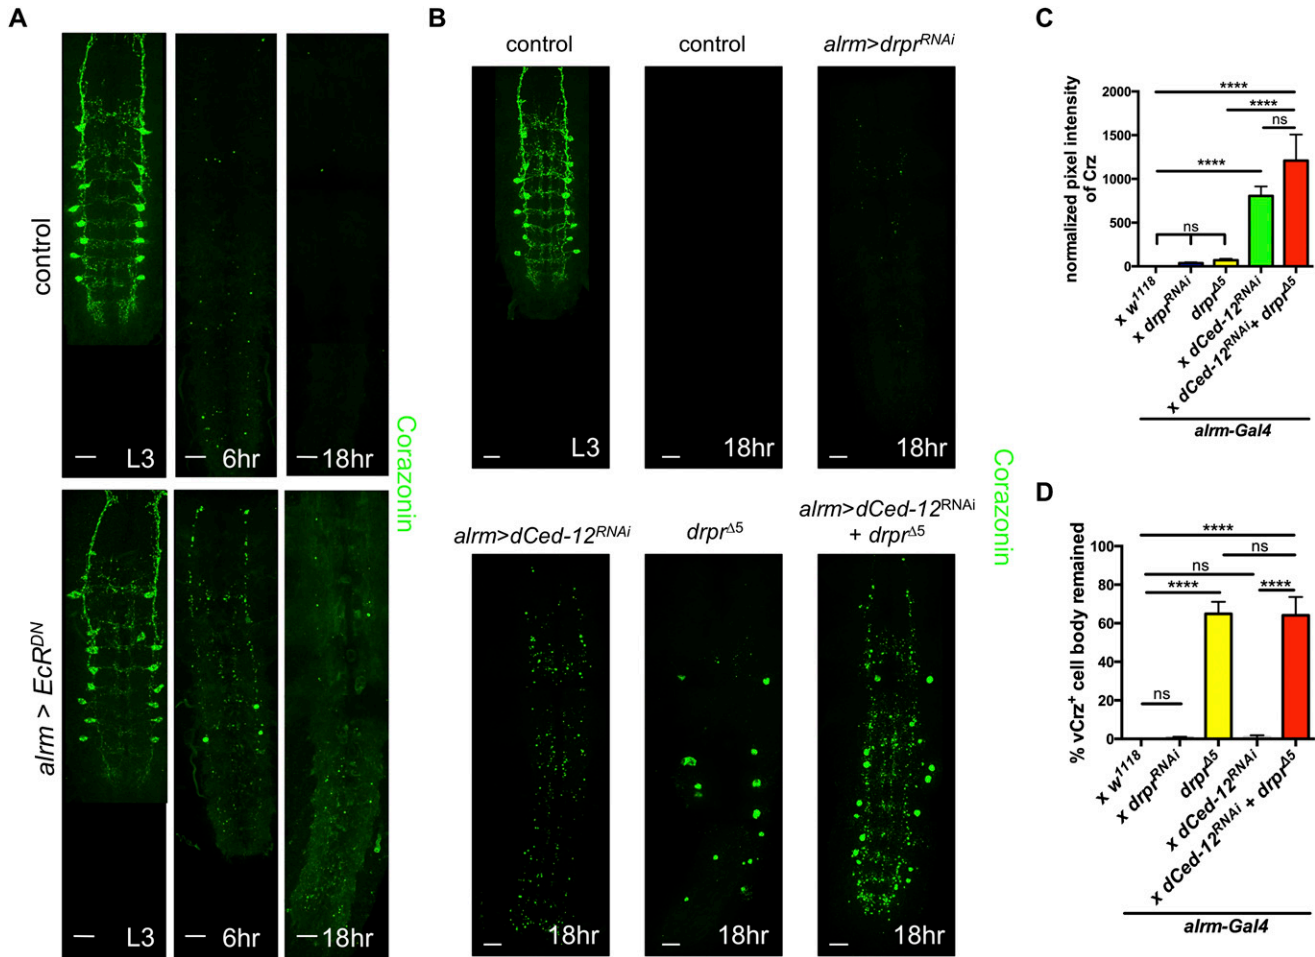 A
control
L3
6hr
18hr
alrm > EcR^DN
L3
6hr
18hr
Corazonin
B
control
control
alrm>drpr^RNAi
L3
18hr
18hr
alrm>dCed-12^RNAi
drpr^Δ5
alrm>dCed-12^RNAi
+ drpr^Δ5
18hr
18hr
18hr
Corazonin
C
normalized pixel intensity
of Crz
2000
1500
1000
500
0
****
****
ns
****
ns
x w^1118
x drpr^RNAi
drpr^Δ5
x dCed-12^RNAi
x dCed-12^RNAi + drpr^Δ5
alrm-Gal4
D
% vCrz^+ cell body remained
100
80
60
40
20
0
****
ns
ns
****
****
ns
x w^1118
x drpr^RNAi
drpr^Δ5
x dCed-12^RNAi
x dCed-12^RNAi + drpr^Δ5
alrm-Gal4